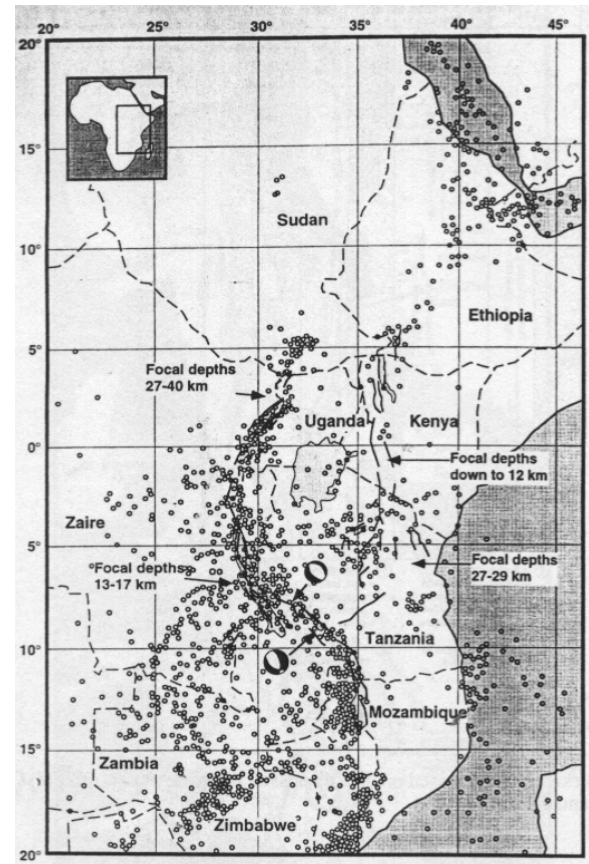 20° 25° 30° 35° 40° 45°
20°
15°
Sudan
10°
Ethiopia
5°
Focal depths
27-40 km
Uganda
Kenya
0°
Focal depths
down to 12 km
Zaire
5°
Focal depths
13-17 km
Focal depths
27-29 km
Tanzania
10°
Mozambique
15°
Zambia
Zimbabwe
20°